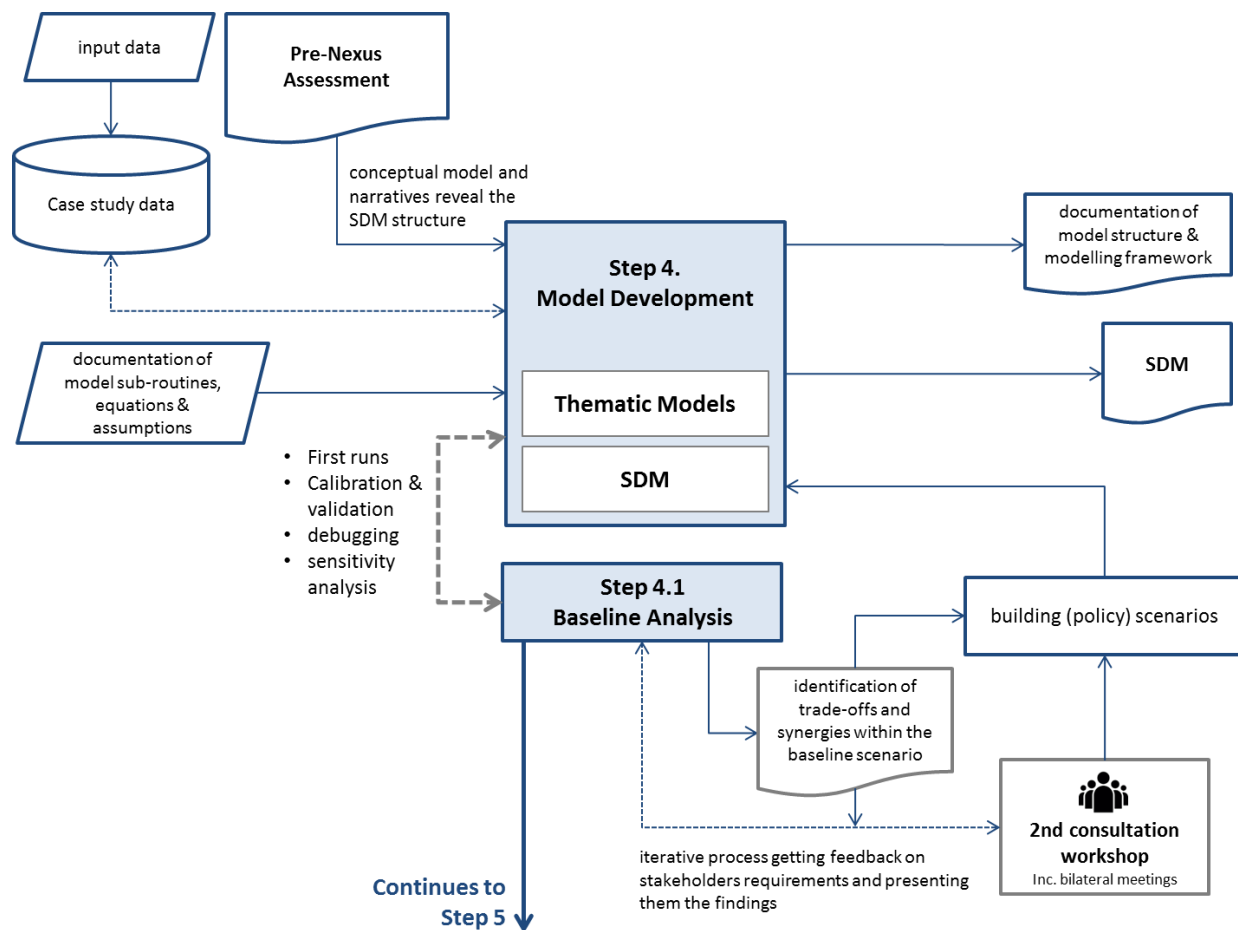 input data
Pre-Nexus
Assessment
Case study data
conceptual model and
narratives reveal the
SDM structure
documentation of
model structure &
modelling framework
Step 4.
Model Development
documentation of
model sub-routines,
equations &
assumptions
SDM
Thematic Models
SDM
• First runs
• Calibration &
validation
• debugging
• sensitivity
analysis
Step 4.1
Baseline Analysis
building (policy) scenarios
identification of
trade-offs and
synergies within the
baseline scenario
2nd consultation
workshop
Inc. bilateral meetings
iterative process getting feedback on
stakeholders requirements and presenting
them the findings
Continues to
Step 5